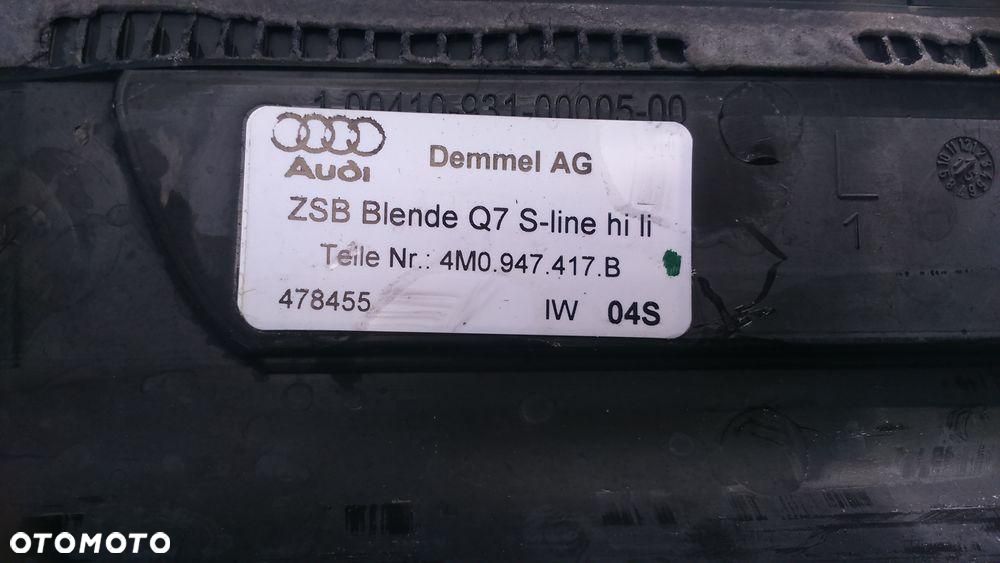 1 00410 931-00005-00
Audi
Demmel AG
ZSB Blende Q7 S-line hi li
Teile Nr.: 4M0.947.417.B
478455 IW 04S
L
1
OTOMOTO